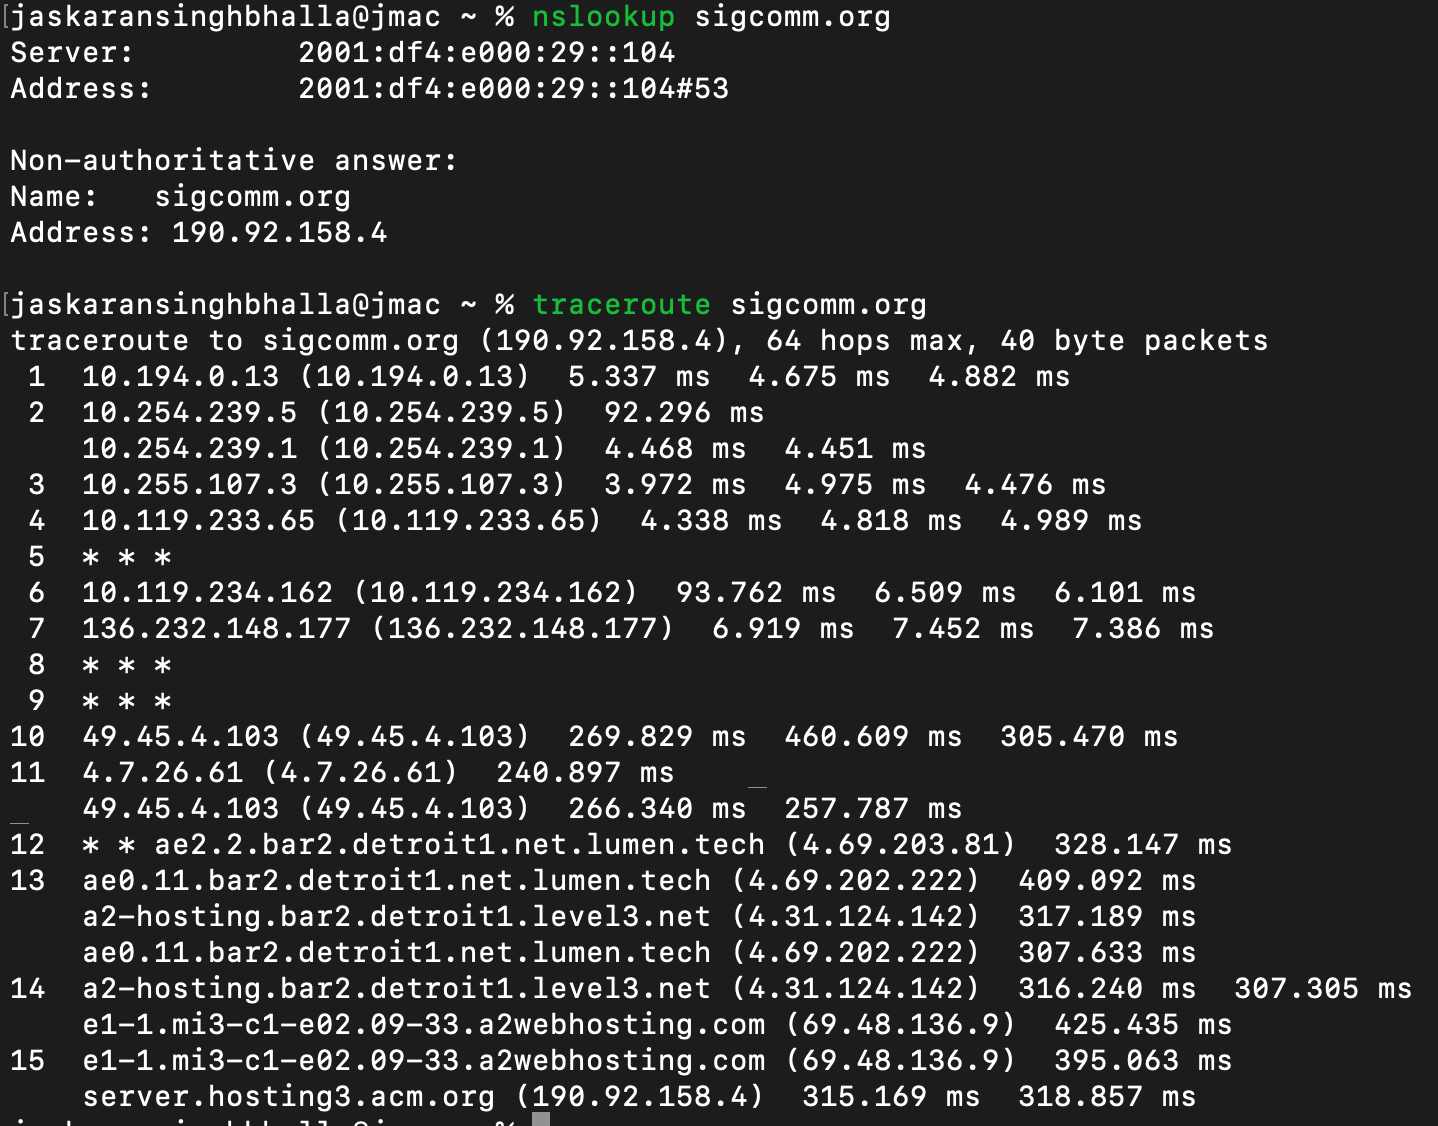 [jaskaransinghbhalla@jmac ~ % nslookup sigcomm.org
Server: 2001:df4:e000:29::104
Address: 2001:df4:e000:29::104#53
Non-authoritative answer:
Name: sigcomm.org
Address: 190.92.158.4
[jaskaransinghbhalla@jmac ~ % traceroute sigcomm.org
traceroute to sigcomm.org (190.92.158.4), 64 hops max, 40 byte packets
1 10.194.0.13 (10.194.0.13) 5.337 ms 4.675 ms 4.882 ms
2 10.254.239.5 (10.254.239.5) 92.296 ms
10.254.239.1 (10.254.239.1) 4.468 ms 4.451 ms
3 10.255.107.3 (10.255.107.3) 3.972 ms 4.975 ms 4.476 ms
4 10.119.233.65 (10.119.233.65) 4.338 ms 4.818 ms 4.989 ms
5 * * *
6 10.119.234.162 (10.119.234.162) 93.762 ms 6.509 ms 6.101 ms
7 136.232.148.177 (136.232.148.177) 6.919 ms 7.452 ms 7.386 ms
8 * * *
9 * * *
10 49.45.4.103 (49.45.4.103) 269.829 ms 460.609 ms 305.470 ms
11 4.7.26.61 (4.7.26.61) 240.897 ms
49.45.4.103 (49.45.4.103) 266.340 ms 257.787 ms
12 * * ae2.2.bar2.detroit1.net.lumen.tech (4.69.203.81) 328.147 ms
13 ae0.11.bar2.detroit1.net.lumen.tech (4.69.202.222) 409.092 ms
a2-hosting.bar2.detroit1.level3.net (4.31.124.142) 317.189 ms
ae0.11.bar2.detroit1.net.lumen.tech (4.69.202.222) 307.633 ms
14 a2-hosting.bar2.detroit1.level3.net (4.31.124.142) 316.240 ms 307.305 ms
e1-1.mi3-c1-e02.09-33.a2webhosting.com (69.48.136.9) 425.435 ms
15 e1-1.mi3-c1-e02.09-33.a2webhosting.com (69.48.136.9) 395.063 ms
server.hosting3.acm.org (190.92.158.4) 315.169 ms 318.857 ms